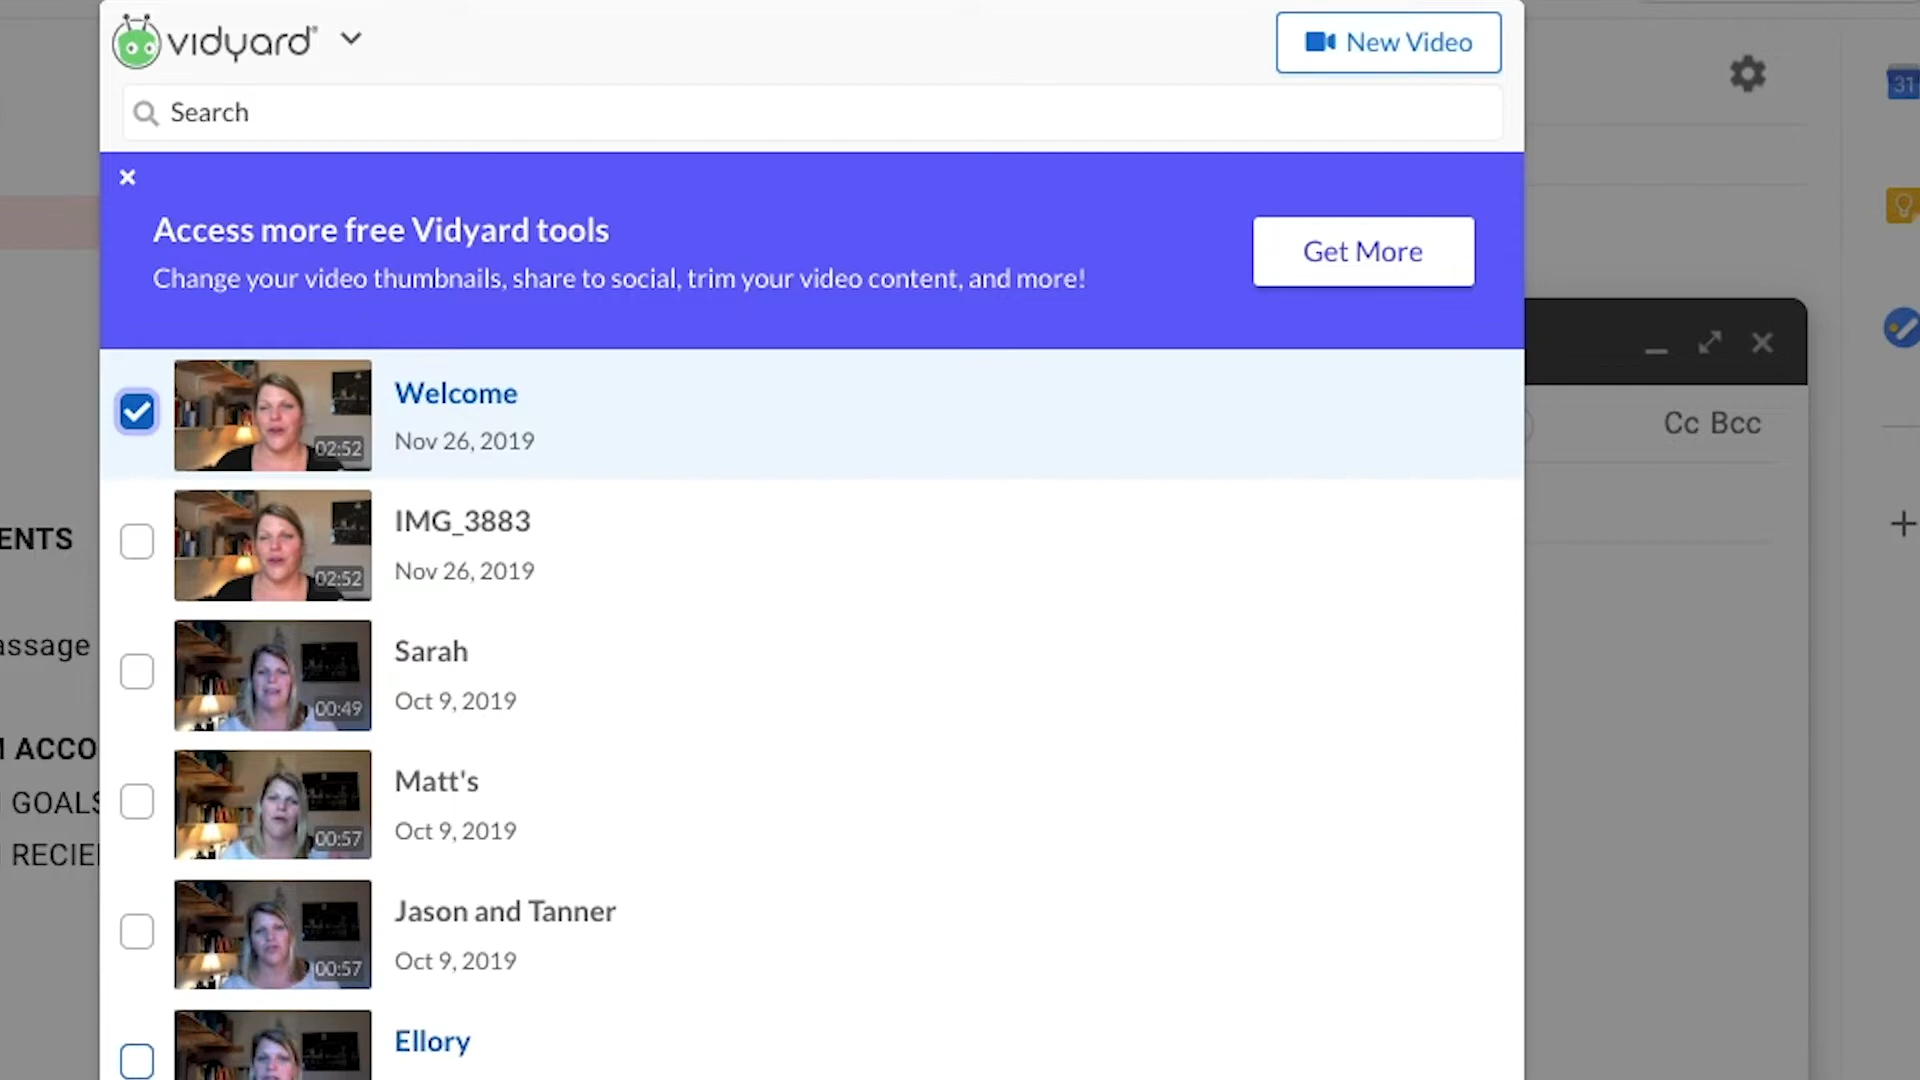 vidyard
New Video
Search
31
Access more free Vidyard tools
Change your video thumbnails, share to social, trim your video content, and more!
Get More
Welcome
Nov 26, 2019
02:52
Cc Bcc
IMG_3883
Nov 26, 2019
02:52
ENTS
Sarah
Oct 9, 2019
00:49
assage
ACCO
Matt's
Oct 9, 2019
00:57
GOALS
RECIE
Jason and Tanner
Oct 9, 2019
00:57
Ellory